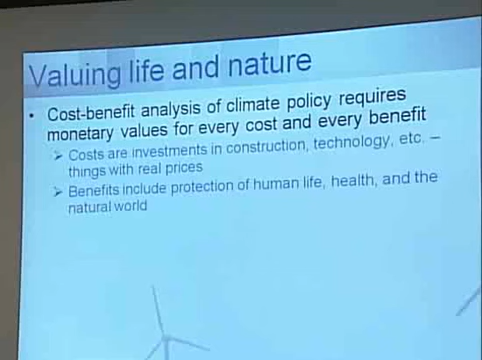 Valuing life and nature
• Cost-benefit analysis of climate policy requires
monetary values for every cost and every benefit
➢ Costs are investments in construction, technology, etc. –
things with real prices
➢ Benefits include protection of human life, health, and the
natural world